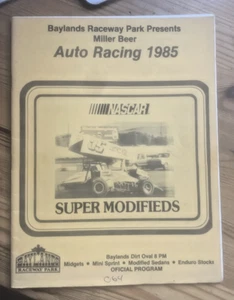 Baylands Raceway Park Presents
Miller Beer
Auto Racing 1985
NASCAR
SUPER MODIFIEDS
Baylands Dirt Oval 8 PM
Midgets • Mini Sprint • Modified Sedans • Enduro Stocks
OFICIAL PROGRAM
RACEWAY PARK